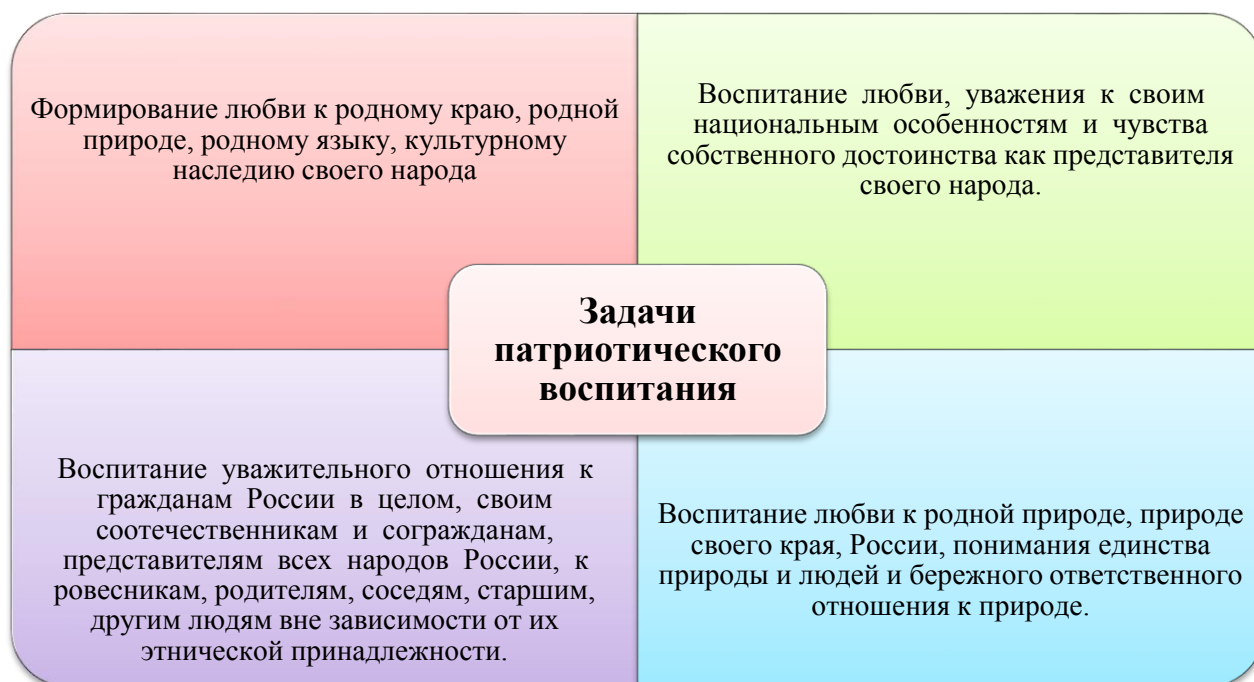 Формирование любви к родному краю, родной
природе, родному языку, культурному
наследию своего народа
Воспитание любви, уважения к своим
национальным особенностям и чувства
собственного достоинства как представителя
своего народа.
Задачи
патриотического
воспитания
Воспитание уважительного отношения к
гражданам России в целом, своим
соотечественникам и согражданам,
представителям всех народов России, к
ровесникам, родителям, соседям, старшим,
другим людям вне зависимости от их
этнической принадлежности.
Воспитание любви к родной природе, природе
своего края, России, понимания единства
природы и людей и бережного ответственного
отношения к природе.